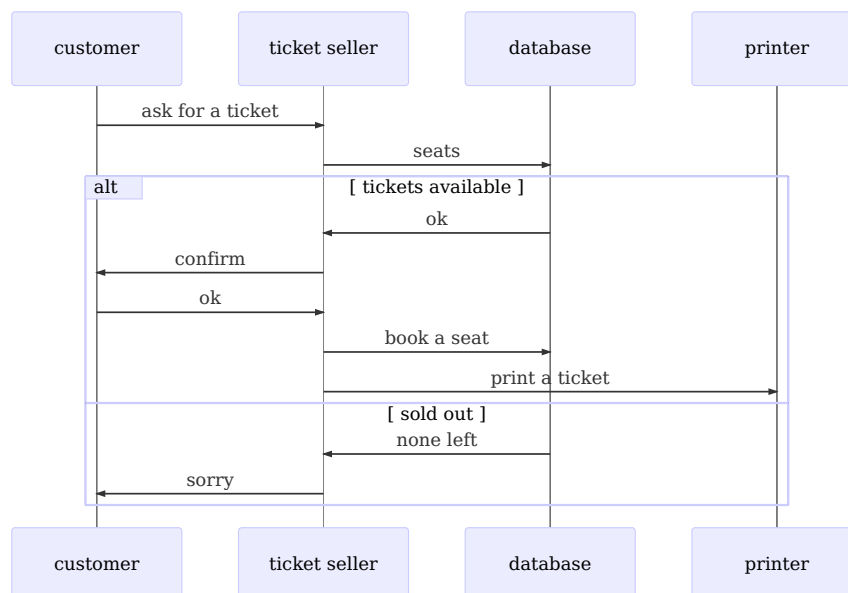 customer ticket seller database printer
ask for a ticket
seats
alt [ tickets available ]
ok
confirm
ok
book a seat
print a ticket
[ sold out ]
none left
sorry
customer ticket seller database printer